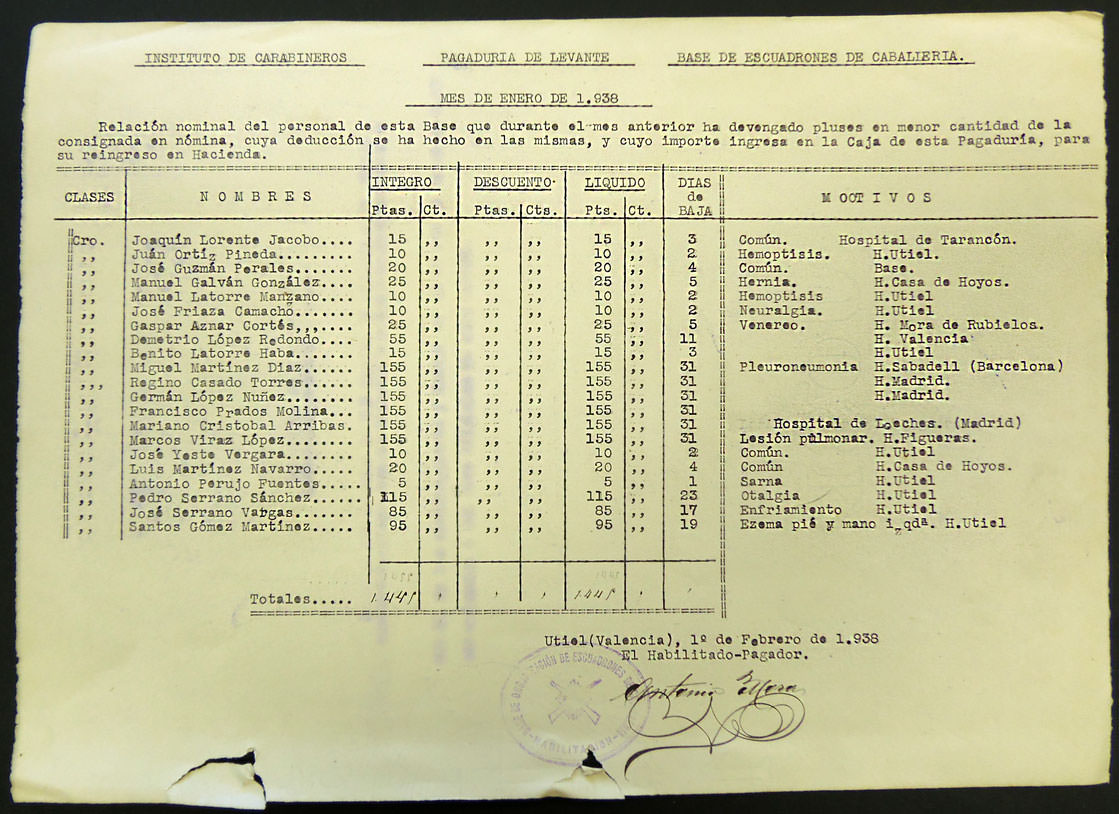 INSTITUTO DE CARABINEROS PAGADURIA DE LEVANTE BASE DE ESCUADRONES DE CABALLERIA.
MES DE ENERO DE 1.938
Relación nominal del personal de esta Base que durante el mes anterior ha devengado pluses en menor cantidad de la
consignada en nómina, cuya deducción se ha hecho en las mismas, y cuyo importe ingresa en la Caja de esta Pagaduría, para
su reingreso en Hacienda.
CLASES N O M B R E S INTEGRO DESCUENTO LIQUIDO DIAS de BAJA M OOT I V O S
Ptas. Ct. Ptas. Cts. Pts. Ct.
Cro. Joaquín Lorente Jacobo.... 15 ,, ,, ,, 15 ,, 3 Común. Hospital de Tarancón.
,, Juán Ortiz Pineda......... 10 ,, ,, ,, 10 ,, 2 Hemoptisis. H.Utiel.
,, José Guzmán Perales....... 20 ,, ,, ,, 20 ,, 4 Común. Base.
,, Manuel Galván González.... 25 ,, ,, ,, 25 ,, 5 Hernia. H.Casa de Hoyos.
,, Manuel Latorre Manzano.... 10 ,, ,, ,, 10 ,, 2 Hemoptisis H.Utiel
,, José Friaza Camacho....... 10 ,, ,, ,, 10 ,, 2 Neuralgia. H.Utiel
,, Gaspar Aznar Cortés,,,.... 25 ,, ,, ,, 25 ,, 5 Venereo. H. Mora de Rubielos.
,, Demetrio López Redondo.... 55 ,, ,, ,, 55 ,, 11 H. Valencia
,, Benito Latorre Haba....... 15 ,, ,, ,, 15 ,, 3 H.Utiel
,, Miguel Martínez Diaz...... 155 ,, ,, ,, 155 ,, 31 Pleuroneumonia H.Sabadell (Barcelona)
,,, Regino Casado Torres...... 155 ,, ,, ,, 155 ,, 31 H.Madrid.
,, Germán López Nuñez........ 155 ,, ,, ,, 155 ,, 31 H.Madrid.
,, Francisco Prados Molina... 155 ,, ,, ,, 155 ,, 31
,, Mariano Cristobal Arribas. 155 ,, ,, ,, 155 ,, 31 Hospital de Loeches. (Madrid)
,, Marcos Viraz López........ 155 ,, ,, ,, 155 ,, 31 Lesión pulmonar. H.Figueras.
,, José Yeste Vergara........ 10 ,, ,, ,, 10 ,, 2 Común. H.Utiel
,, Luis Martínez Navarro..... 20 ,, ,, ,, 20 ,, 4 Común H.Casa de Hoyos.
,, Antonio Perujo Fuentes..... 5 ,, ,, ,, 5 ,, 1 Sarna H.Utiel
,, Pedro Serrano Sánchez...... 115 ,, ,, ,, 115 ,, 23 Otalgia H.Utiel
,, José Serrano Vargas........ 85 ,, ,, ,, 85 ,, 17 Enfriamiento H.Utiel
,, Santos Gómez Martínez..... 95 ,, ,, ,, 95 ,, 19 Ezema pié y mano izqdª. H.Utiel
Totales.....
Utiel(Valencia), 1º de Febrero de 1.938
El Habilitado-Pagador.
Antonio Mora
DE ESCUADRONES DE
HABILITACIÓN